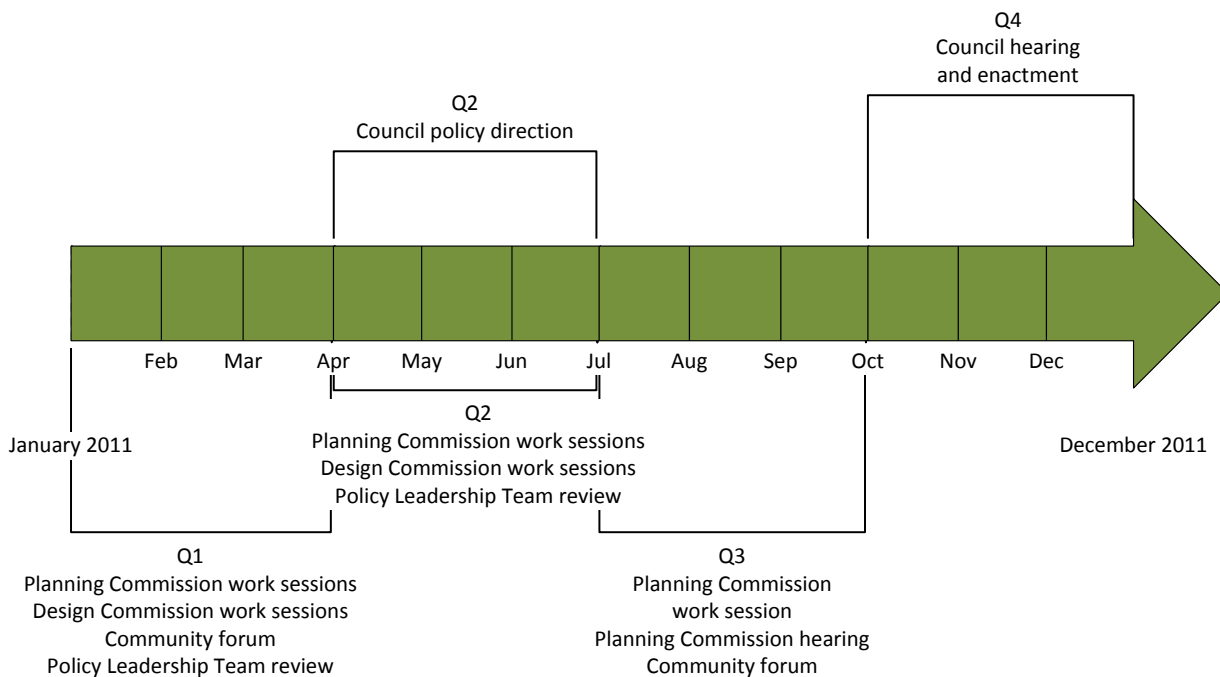 Q4
Council hearing
and enactment
Q2
Council policy direction
Feb
Mar
Apr
May
Jun
Jul
Aug
Sep
Oct
Nov
Dec
January 2011
December 2011
Q2
Planning Commission work sessions
Design Commission work sessions
Policy Leadership Team review
Q1
Planning Commission work sessions
Design Commission work sessions
Community forum
Policy Leadership Team review
Q3
Planning Commission
work session
Planning Commission hearing
Community forum